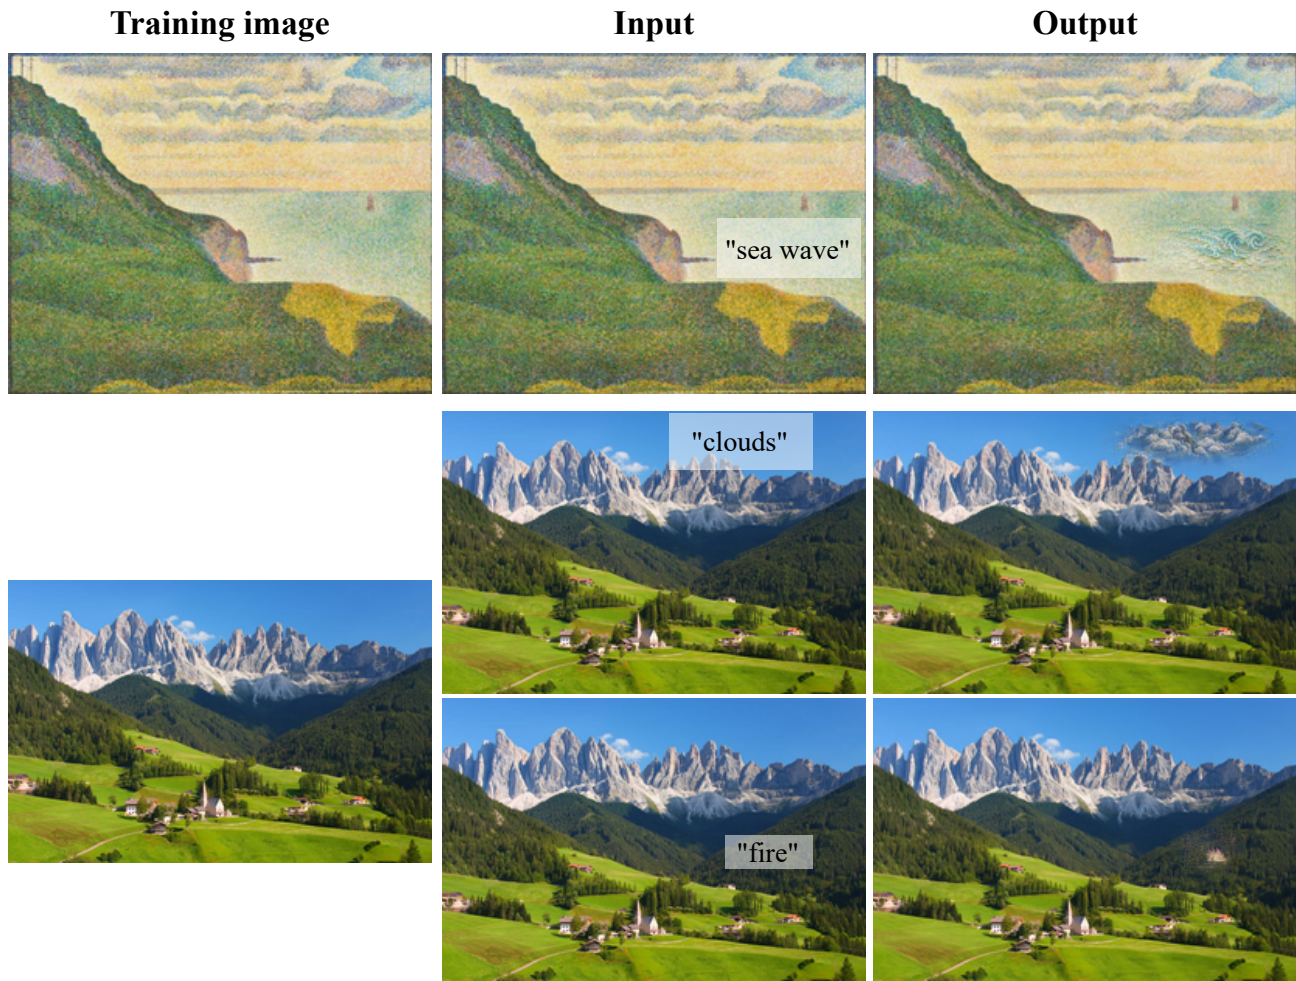 Training image
Input
Output
"sea wave"
"clouds"
"fire"